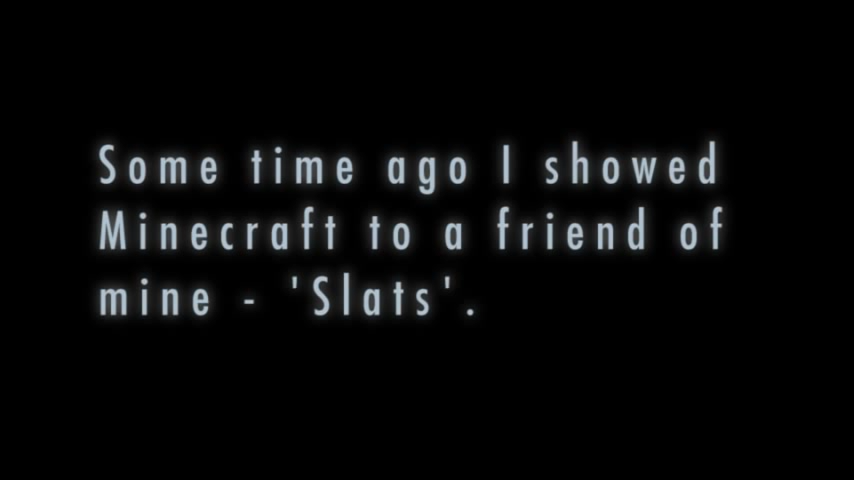 Some time ago I showed
Minecraft to a friend of
mine - 'Slats'.